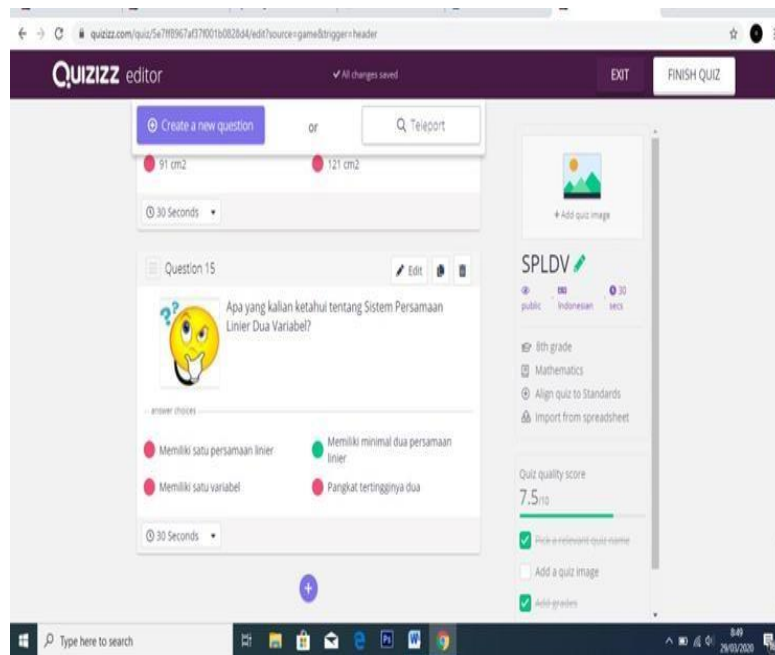 quizizz.com/quiz/5e7ff8967af37f001b0828d4/edit?source=game&trigger=header
QUIZIZZ editor
All changes saved
EXIT
FINISH QUIZ
Create a new question
or
Teleport
91 cm2
121 cm2
30 Seconds
+ Add quiz image
Question 15
Edit
SPLDV
30
public
Indonesian
secs
Apa yang kalian ketahui tentang Sistem Persamaan
Linier Dua Variabel?
8th grade
Mathematics
Align quiz to Standards
Import from spreadsheet
answer choices
Memiliki satu persamaan linier
Memiliki minimal dua persamaan
linier
Memiliki satu variabel
Pangkat tertingginya dua
Quiz quality score
7.5/10
30 Seconds
Pick a relevant quiz name
Add a quiz image
Add grades
Type here to search
8:49
29/03/2020